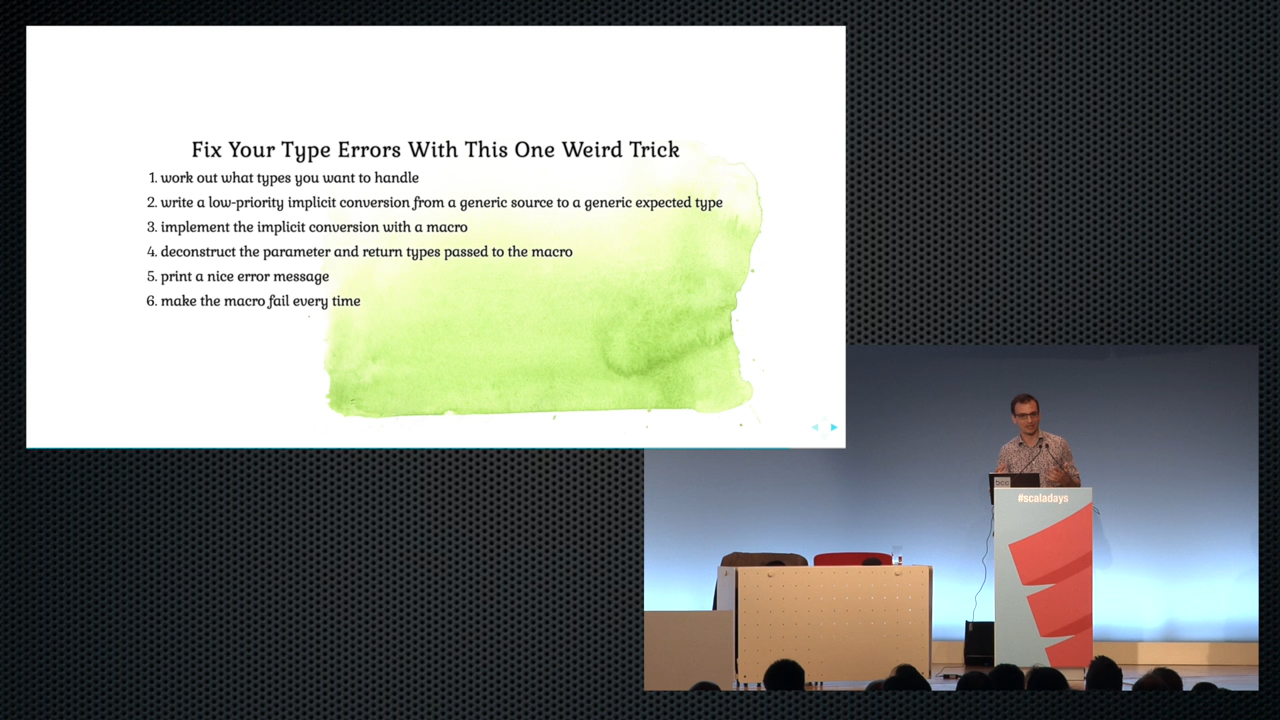 Fix Your Type Errors With This One Weird Trick
1. work out what types you want to handle
2. write a low-priority implicit conversion from a generic source to a generic expected type
3. implement the implicit conversion with a macro
4. deconstruct the parameter and return types passed to the macro
5. print a nice error message
6. make the macro fail every time
#scaladays